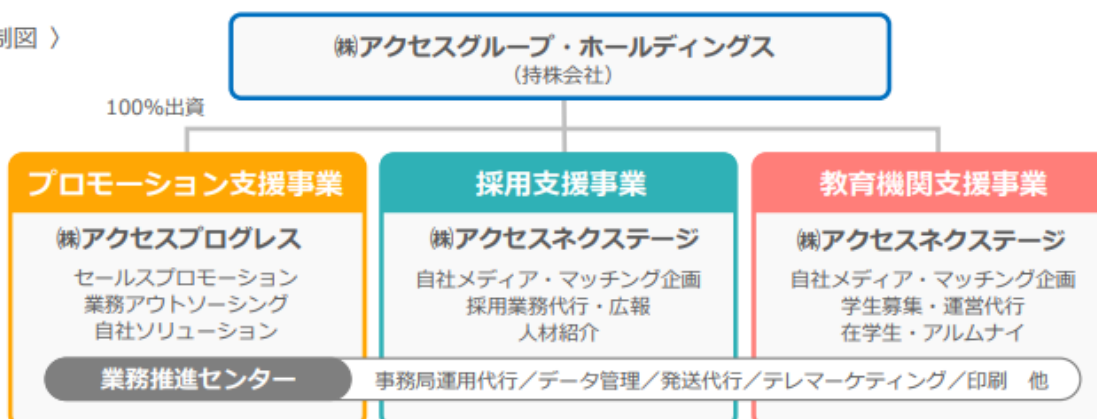 制図 〉
㈱アクセスグループ・ホールディングス
（持株会社）
100%出資
プロモーション支援事業
㈱アクセスプログレス
セールスプロモーション
業務アウトソーシング
自社ソリューション
採用支援事業
㈱アクセスネクステージ
自社メディア・マッチング企画
採用業務代行・広報
人材紹介
教育機関支援事業
㈱アクセスネクステージ
自社メディア・マッチング企画
学生募集・運営代行
在学生・アルムナイ
業務推進センター
事務局運用代行／データ管理／発送代行／テレマーケティング／印刷　他